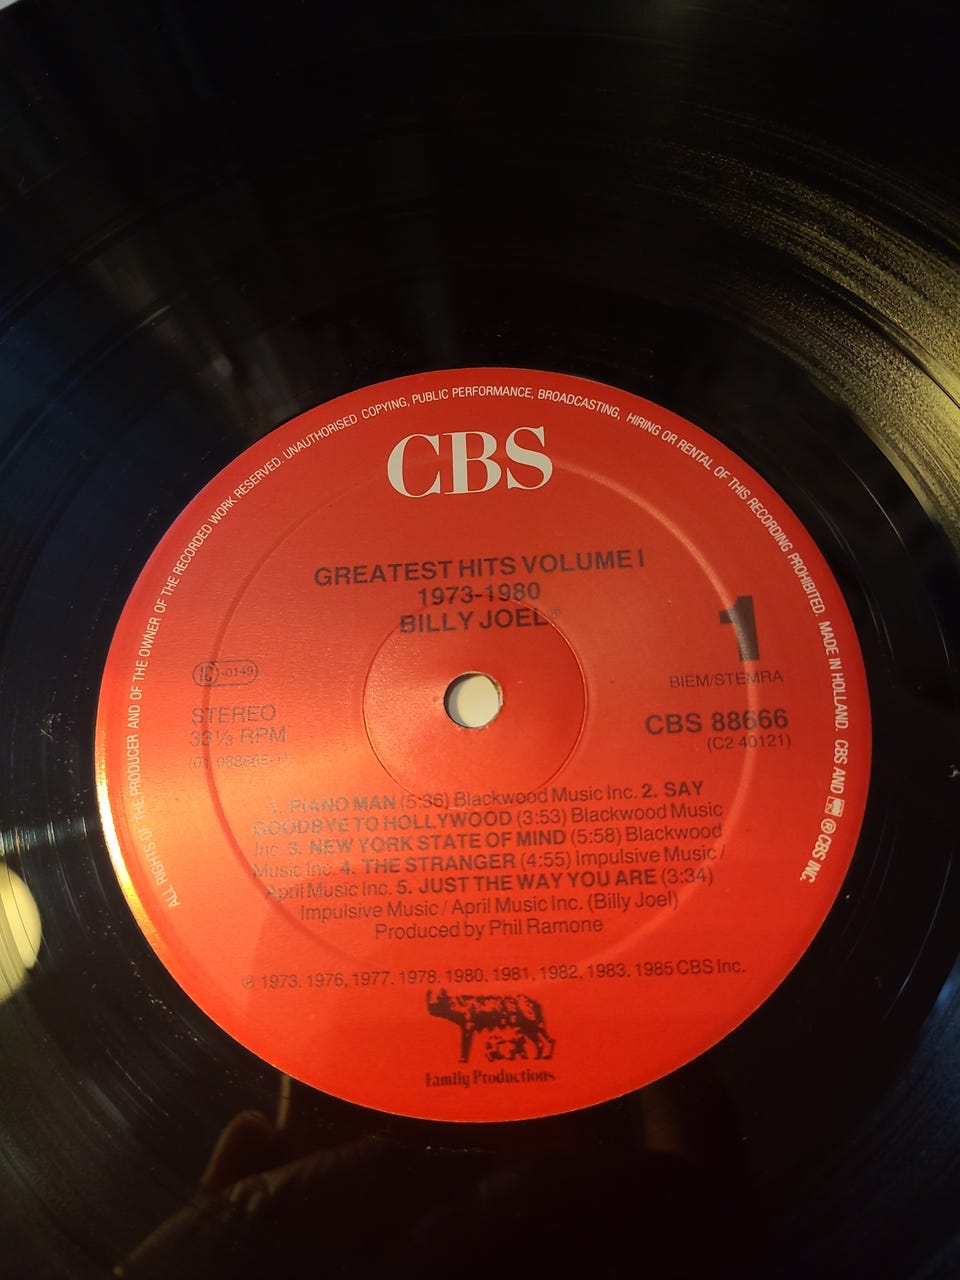 ALL RIGHTS OF THE PRODUCER AND OF THE OWNER OF THE RECORDED WORK RESERVED. UNAUTHORISED COPYING, PUBLIC PERFORMANCE, BROADCASTING, HIRING OR RENTAL OF THIS RECORDING PROHIBITED. MADE IN HOLLAND. CBS AND ℗ CBS INC.
CBS
GREATEST HITS VOLUME I
1973-1980
BILLY JOEL®
1
-0149
BIEM/STEMRA
STEREO
33⅓ RPM
CBS 88666
(C2 40121)
1. PIANO MAN (5:36) Blackwood Music Inc. 2. SAY
GOODBYE TO HOLLYWOOD (3:53) Blackwood Music
Inc. 3. NEW YORK STATE OF MIND (5:58) Blackwood
Music Inc. 4. THE STRANGER (4:55) Impulsive Music /
April Music Inc. 5. JUST THE WAY YOU ARE (3:34)
Impulsive Music / April Music Inc. (Billy Joel)
Produced by Phil Ramone
℗ 1973, 1976, 1977, 1978, 1980, 1981, 1982, 1983, 1985 CBS Inc.
Family Productions